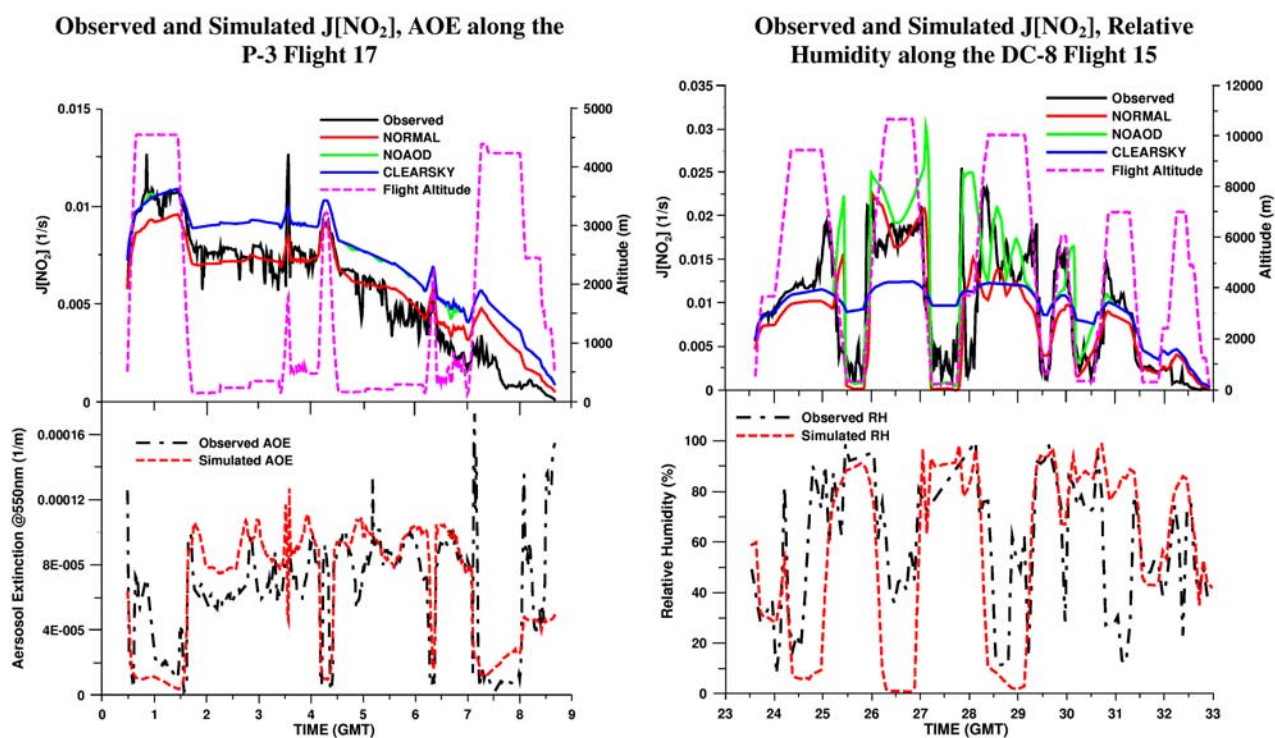 Observed and Simulated J[NO₂], AOE along the
P-3 Flight 17
0.015
0.01
0.005
0
J[NO₂] (1/s)
Observed
NORMAL
NOAOD
CLEARSKY
Flight Altitude
5000
4000
3000
2000
1000
0
Altitude (m)
0.00016
0.00012
8E-005
4E-005
0
Aersosol Extinction @550nm (1/m)
Observed AOE
Simulated AOE
0 1 2 3 4 5 6 7 8 9
TIME (GMT)
Observed and Simulated J[NO₂], Relative
Humidity along the DC-8 Flight 15
0.035
0.03
0.025
0.02
0.015
0.01
0.005
0
J[NO₂] (1/s)
Observed
NORMAL
NOAOD
CLEARSKY
Flight Altitude
12000
10000
8000
6000
4000
2000
0
Altitude (m)
Observed RH
Simulated RH
100
80
60
40
20
0
Relative Humidity (%)
23 24 25 26 27 28 29 30 31 32 33
TIME (GMT)